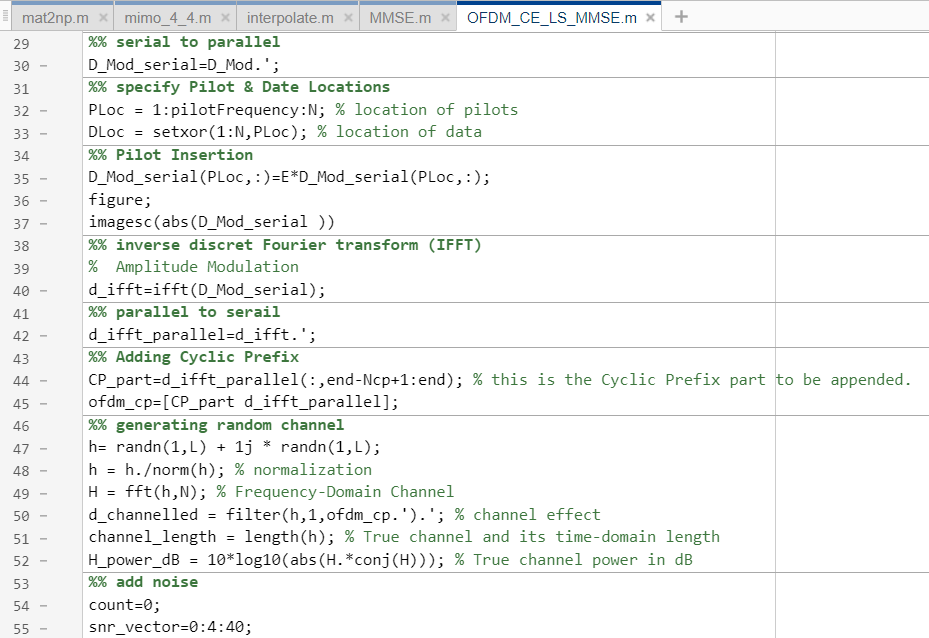 mat2np.m × mimo_4_4.m × interpolate.m × MMSE.m × OFDM_CE_LS_MMSE.m × +
29 %% serial to parallel
30 − D_Mod_serial=D_Mod.';
31 %% specify Pilot & Date Locations
32 − PLoc = 1:pilotFrequency:N; % location of pilots
33 − DLoc = setxor(1:N,PLoc); % location of data
34 %% Pilot Insertion
35 − D_Mod_serial(PLoc,:)=E*D_Mod_serial(PLoc,:);
36 − figure;
37 − imagesc(abs(D_Mod_serial ))
38 %% inverse discret Fourier transform (IFFT)
39 %  Amplitude Modulation
40 − d_ifft=ifft(D_Mod_serial);
41 %% parallel to serail
42 − d_ifft_parallel=d_ifft.';
43 %% Adding Cyclic Prefix
44 − CP_part=d_ifft_parallel(:,end-Ncp+1:end); % this is the Cyclic Prefix part to be appended.
45 − ofdm_cp=[CP_part d_ifft_parallel];
46 %% generating random channel
47 − h= randn(1,L) + 1j * randn(1,L);
48 − h = h./norm(h); % normalization
49 − H = fft(h,N); % Frequency-Domain Channel
50 − d_channelled = filter(h,1,ofdm_cp.').'; % channel effect
51 − channel_length = length(h); % True channel and its time-domain length
52 − H_power_dB = 10*log10(abs(H.*conj(H))); % True channel power in dB
53 %% add noise
54 − count=0;
55 − snr_vector=0:4:40;